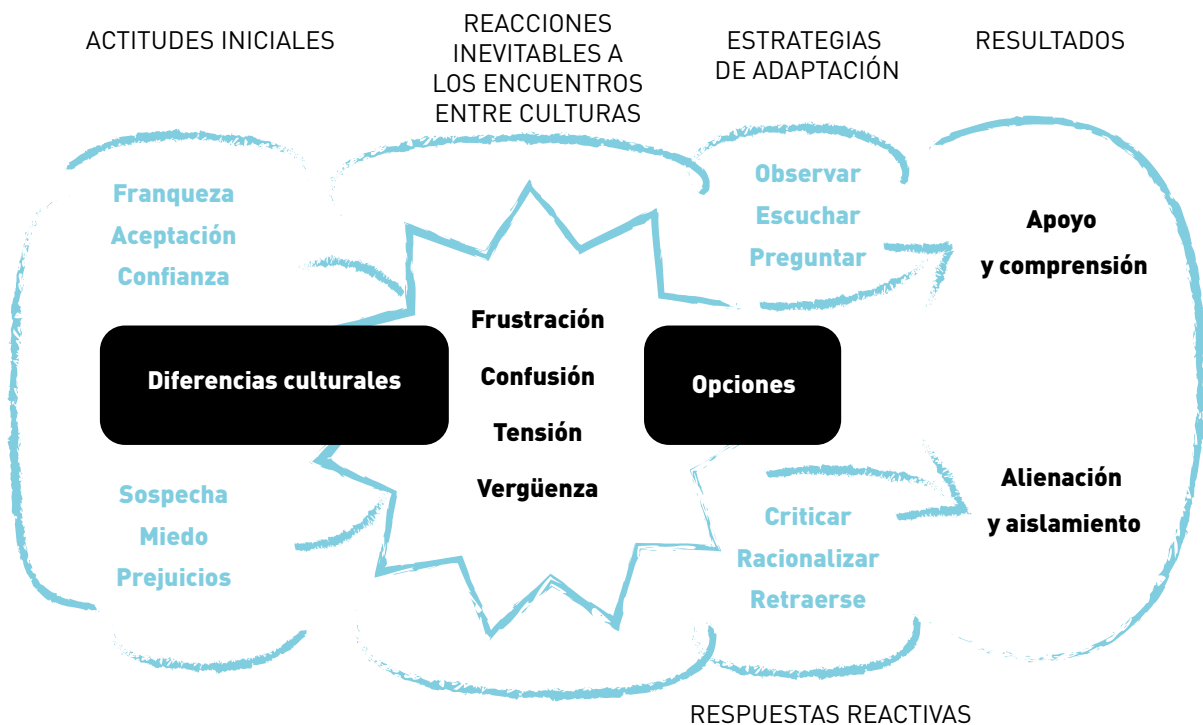 ACTITUDES INICIALES
REACCIONES
INEVITABLES A
LOS ENCUENTROS
ENTRE CULTURAS
ESTRATEGIAS
DE ADAPTACIÓN
RESULTADOS
Franqueza
Aceptación
Confianza
Diferencias culturales
Sospecha
Miedo
Prejuicios
Frustración
Confusión
Tensión
Vergüenza
Opciones
Observar
Escuchar
Preguntar
Criticar
Racionalizar
Retraerse
Apoyo
y comprensión
Alienación
y aislamiento
RESPUESTAS REACTIVAS